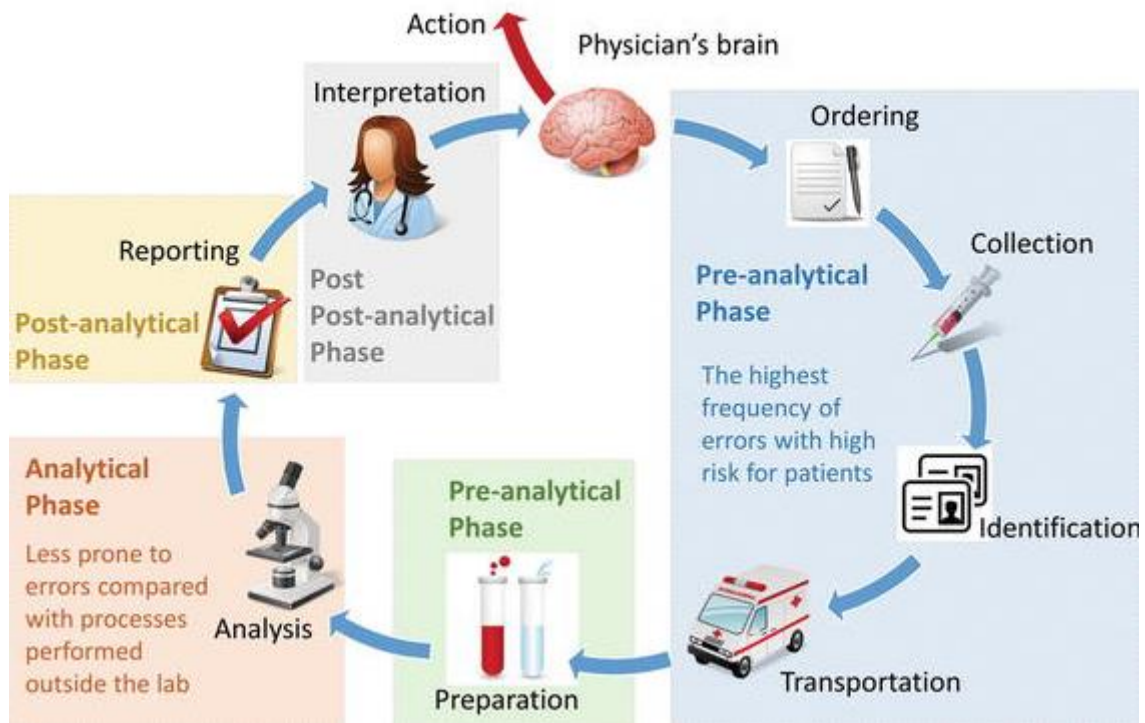 Action
Physician's brain
Interpretation
Ordering
Reporting
Collection
Post
Post-analytical
Phase
Post-analytical
Phase
Pre-analytical
Phase
The highest
frequency of
errors with high
risk for patients
Analytical
Phase
Less prone to
errors compared
with processes
performed
outside the lab
Pre-analytical
Phase
Identification
Analysis
Preparation
Transportation